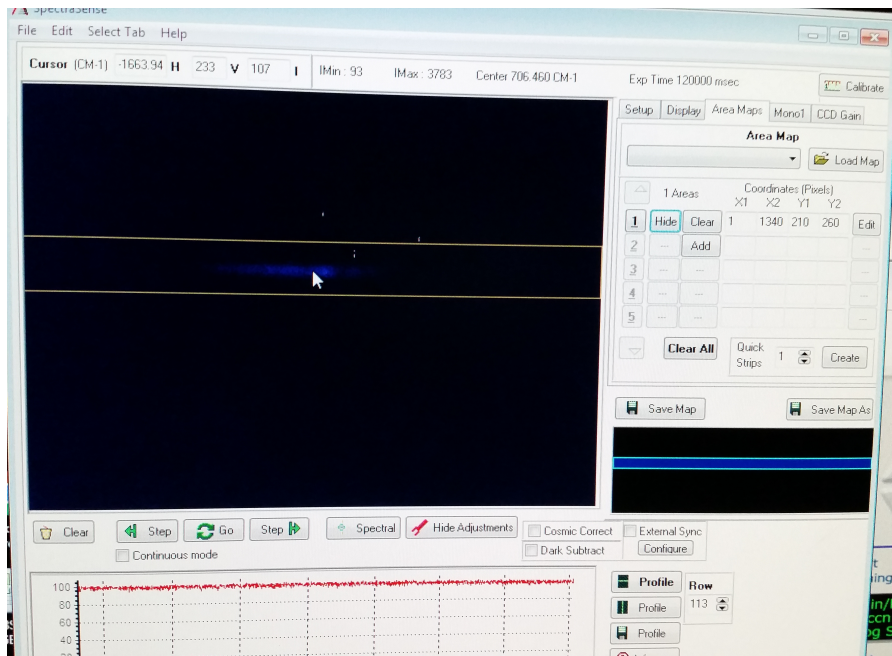 SpectraSense
File Edit Select Tab Help
Cursor (CM-1) -1663.94 H 233 V 107 I IMin : 93 IMax : 3783 Center 706.460 CM-1 Exp Time 120000 msec
Calibrate
Setup Display Area Maps Mono1 CCD Gain
Area Map
Load Map
1 Areas Coordinates (Pixels)
X1 X2 Y1 Y2
1 Hide Clear 1 1340 210 260 Edit
2 ... Add ...
3 ... ... ...
4 ... ... ...
5 ... ... ...
Clear All Quick Strips 1 Create
Save Map Save Map As
Clear Step Go Step Spectral Hide Adjustments Cosmic Correct External Sync
Continuous mode Dark Subtract Configure
100
80
60
40
20
Profile Row
Profile 113
Profile